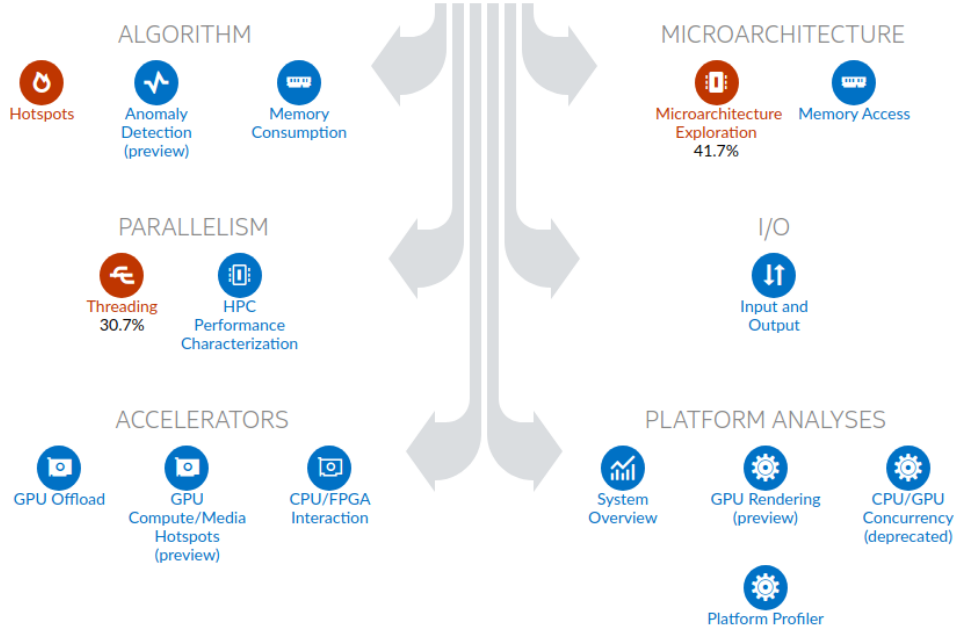 ALGORITHM
Hotspots
Anomaly
Detection
(preview)
Memory
Consumption
MICROARCHITECTURE
Microarchitecture
Exploration
41.7%
Memory Access
PARALLELISM
Threading
30.7%
HPC
Performance
Characterization
I/O
Input and
Output
ACCELERATORS
GPU Offload
GPU
Compute/Media
Hotspots
(preview)
CPU/FPGA
Interaction
PLATFORM ANALYSES
System
Overview
GPU Rendering
(preview)
CPU/GPU
Concurrency
(deprecated)
Platform Profiler